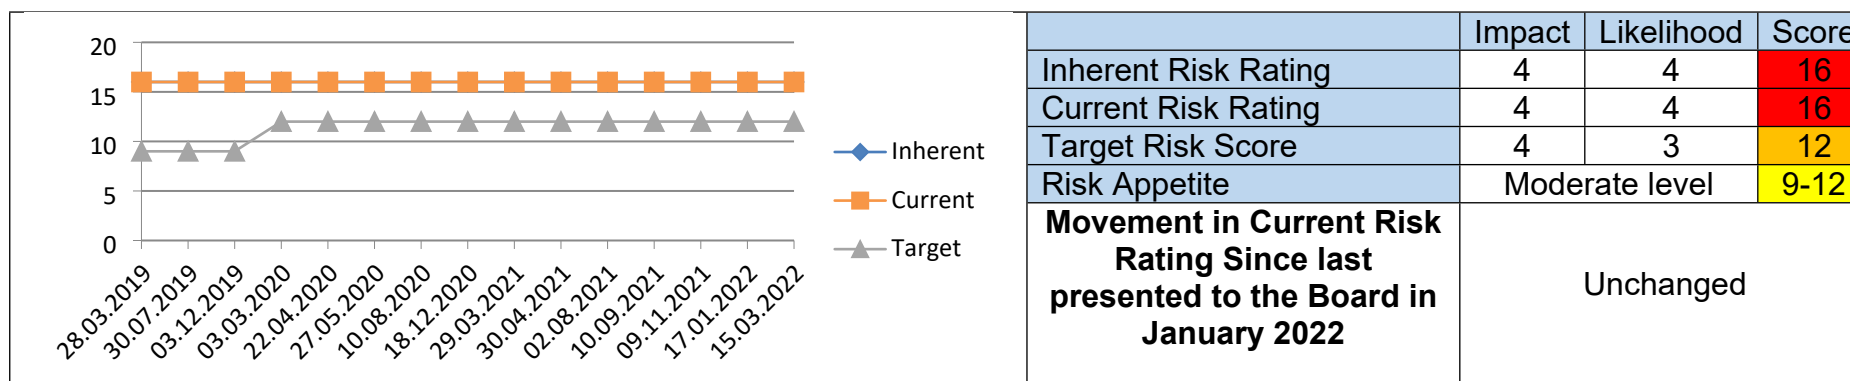 20
15
10
5
0
28.03.2019
30.07.2019
03.12.2019
03.03.2020
22.04.2020
27.05.2020
10.08.2020
18.12.2020
29.03.2021
30.04.2021
02.08.2021
10.09.2021
09.11.2021
17.01.2022
15.03.2022
Inherent
Current
Target
Impact Likelihood Score
Inherent Risk Rating 4 4 16
Current Risk Rating 4 4 16
Target Risk Score 4 3 12
Risk Appetite Moderate level 9-12
Movement in Current Risk
Rating Since last
presented to the Board in
January 2022
Unchanged